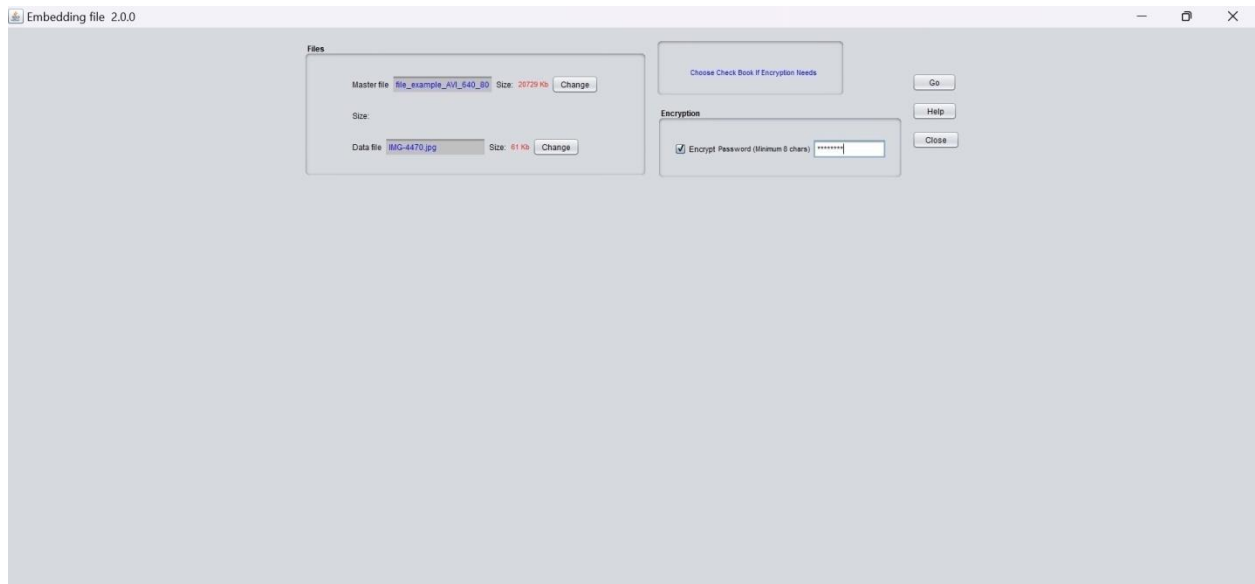 Embedding file 2.0.0
Files
Master file file_example_AVI_640_80 Size: 20729 Kb Change
Size:
Data file IMG-4470.jpg Size: 61 Kb Change
Choose Check Book If Encryption Needs
Encryption
Encrypt Password (Minimum 8 chars) ********
Go
Help
Close